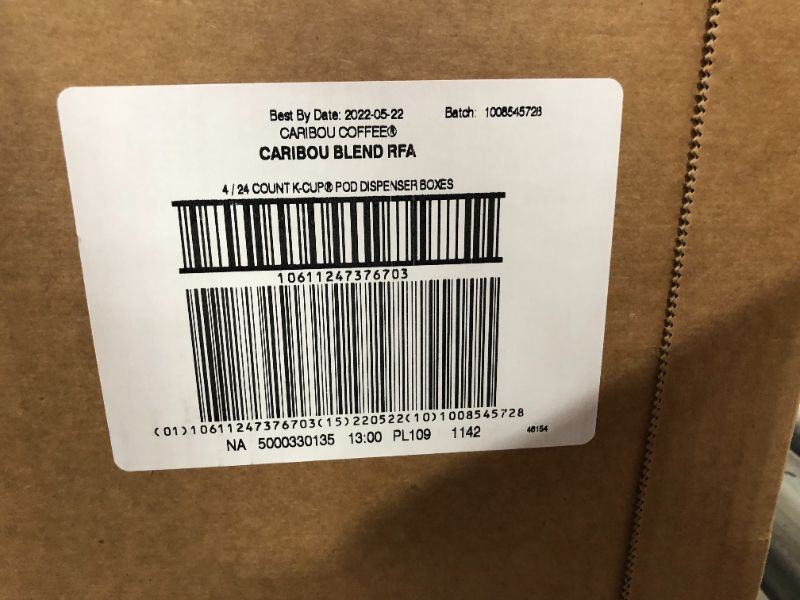 Best By Date: 2022-05-22 Batch: 1008545728
CARIBOU COFFEE®
CARIBOU BLEND RFA
4 / 24 COUNT K-CUP® POD DISPENSER BOXES
10611247376703
(01)10611247376703(15)220522(10)1008545728
NA 5000330135 13:00 PL109 1142 46154